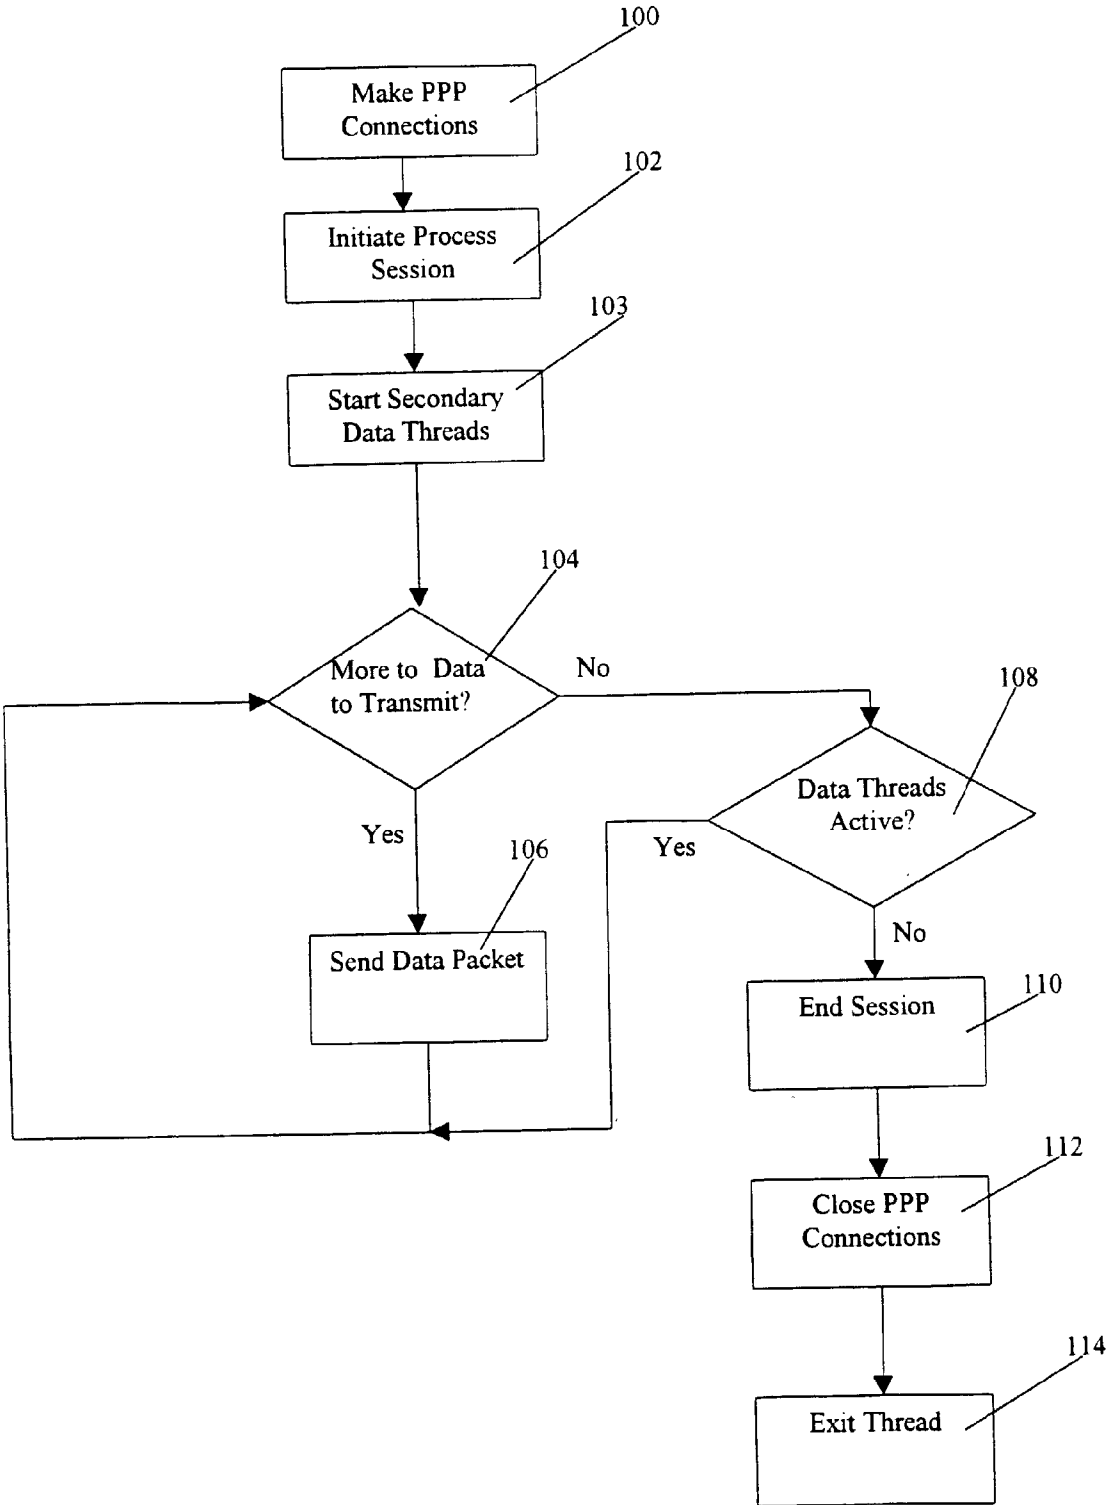 100
Make PPP
Connections
102
Initiate Process
Session
103
Start Secondary
Data Threads
104
More to Data
to Transmit?
No
108
Data Threads
Active?
Yes
Yes
106
Send Data Packet
No
110
End Session
112
Close PPP
Connections
114
Exit Thread